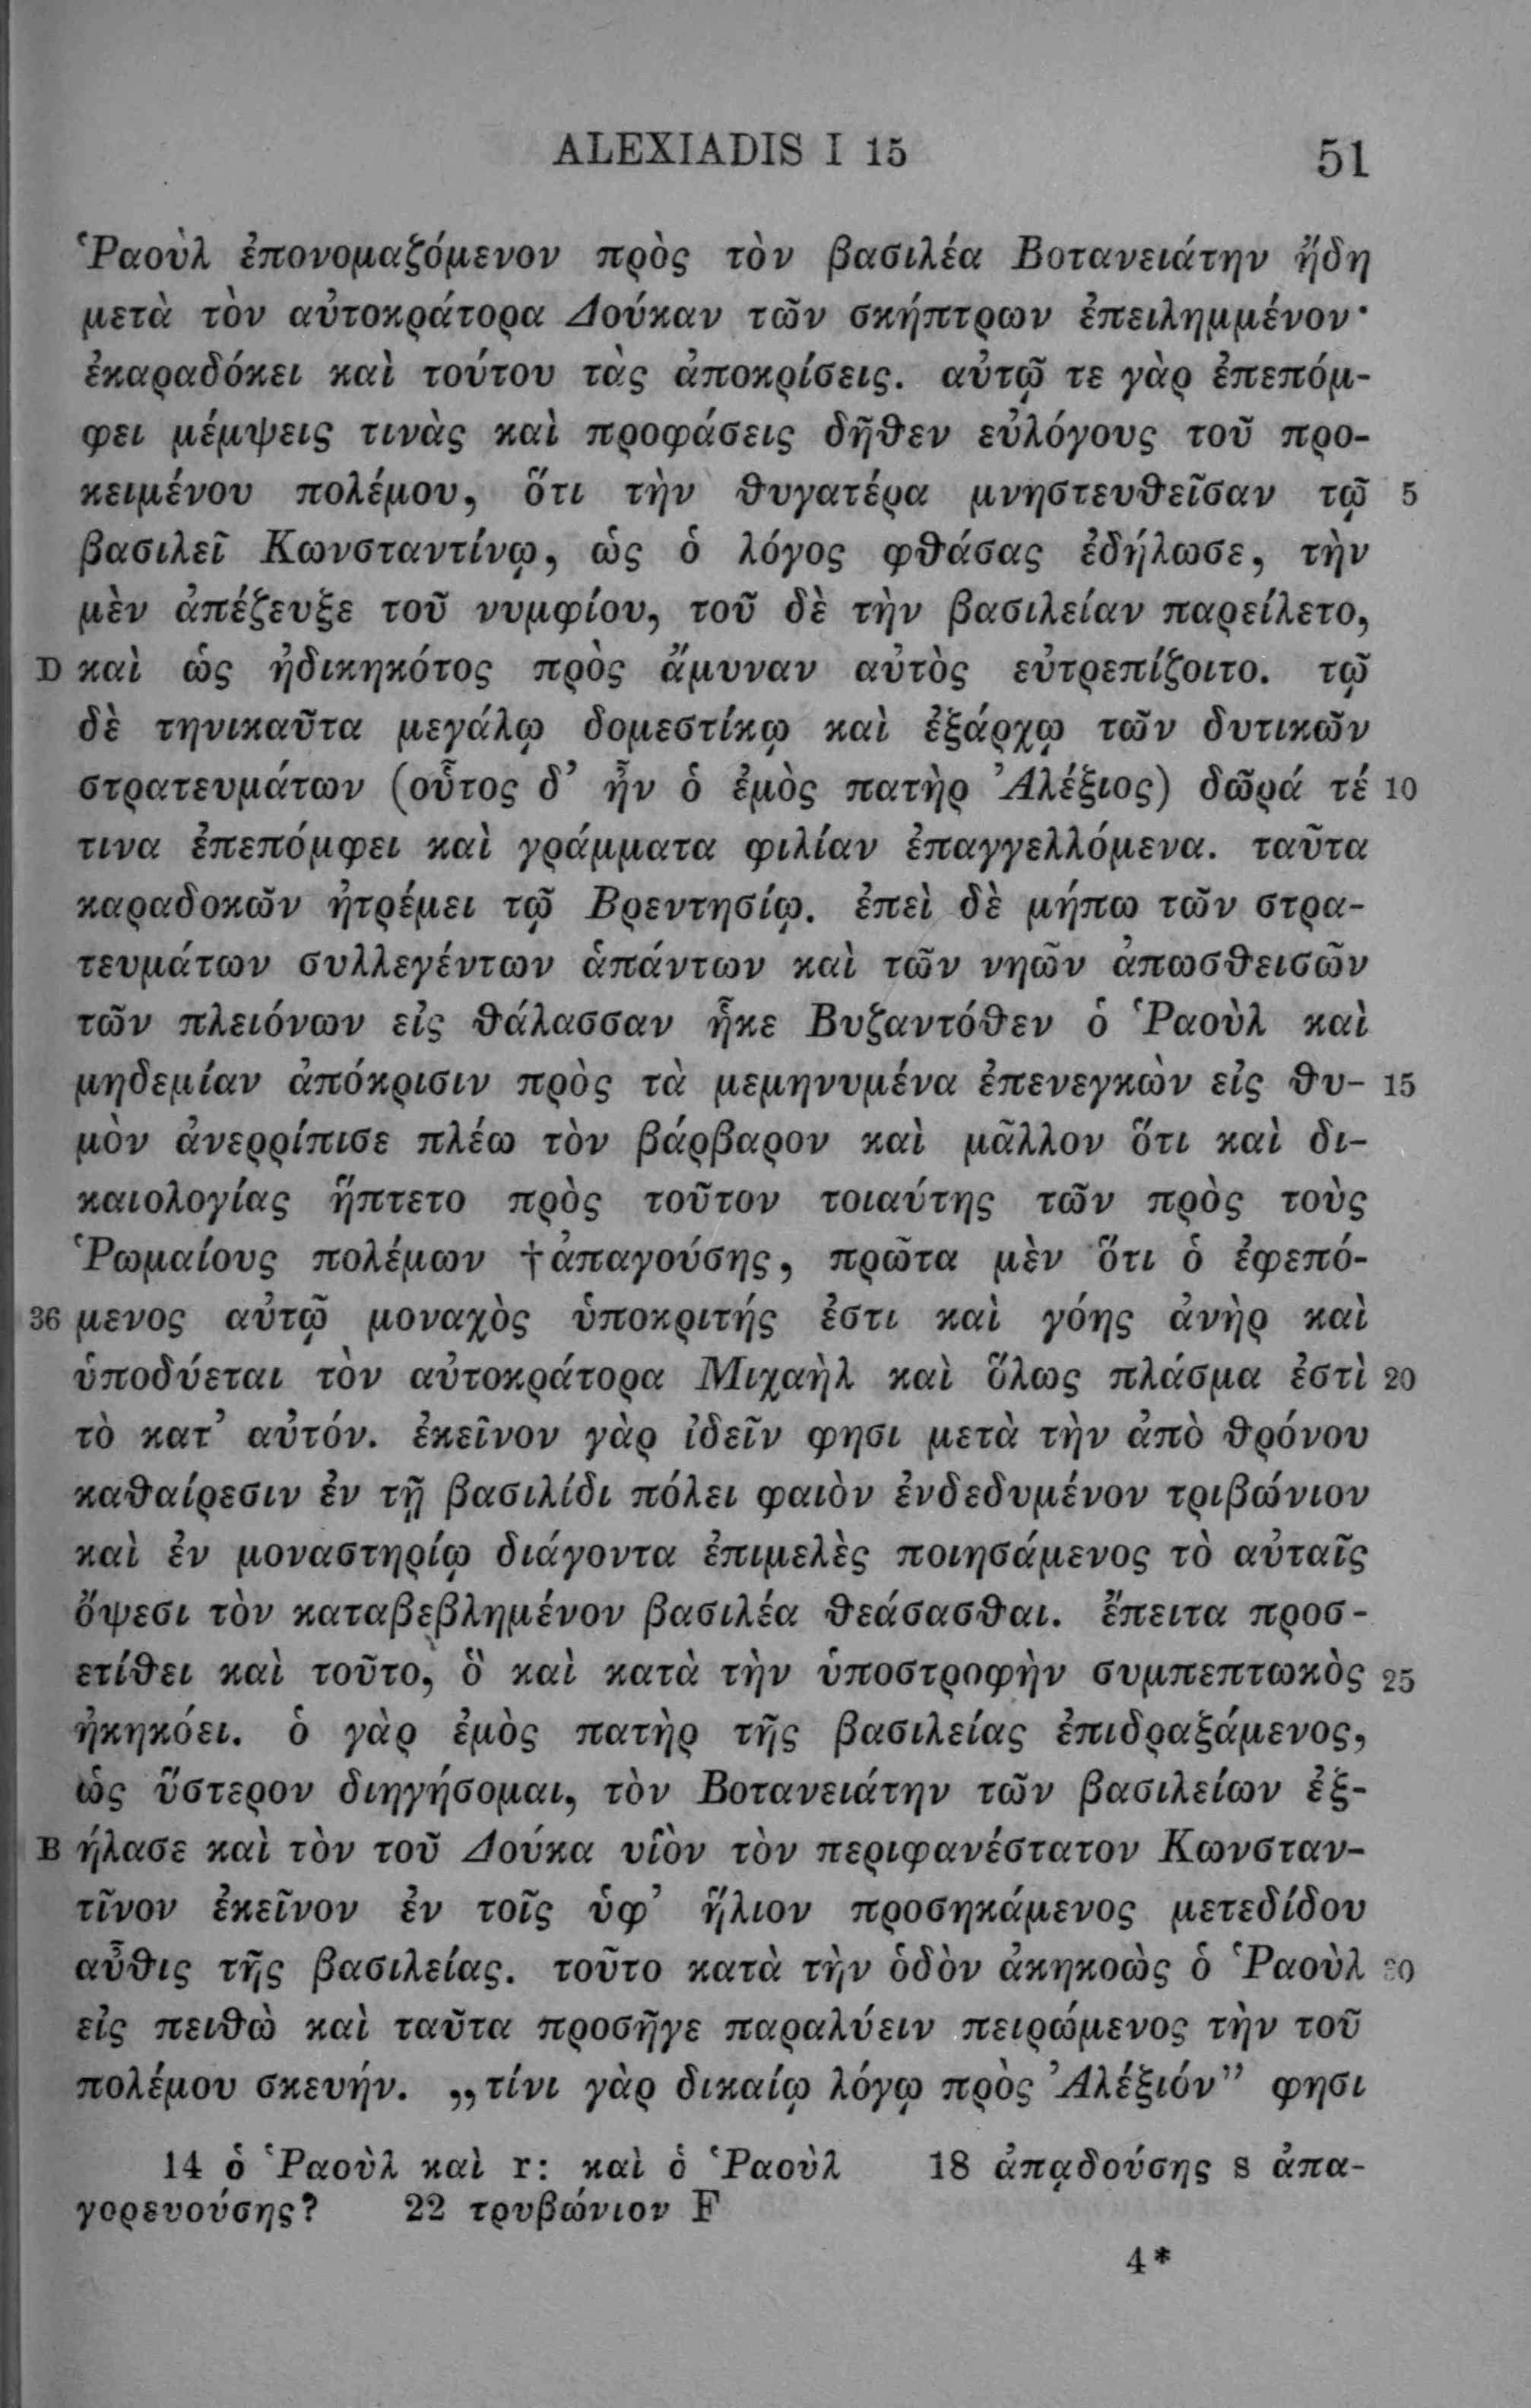 ALEXIADIS I 15 51
Ῥαοὺλ ἐπονομαζόμενον πρὸς τὸν βασιλέα Βοτανειάτην ἤδη
μετὰ τὸν αὐτοκράτορα Δούκαν τῶν σκήπτρων ἐπειλημμένον·
ἐκαραδόκει καὶ τούτου τὰς ἀποκρίσεις. αὐτῷ τε γὰρ ἐπεπόμ-
φει μέμψεις τινὰς καὶ προφάσεις δῆθεν εὐλόγους τοῦ προ-
κειμένου πολέμου, ὅτι τὴν θυγατέρα μνηστευθεῖσαν τῷ 5
βασιλεῖ Κωνσταντίνῳ, ὡς ὁ λόγος φθάσας ἐδήλωσε, τὴν
μὲν ἀπέζευξε τοῦ νυμφίου, τοῦ δὲ τὴν βασιλείαν παρείλετο,
D καὶ ὡς ἠδικηκότος πρὸς ἄμυναν αὐτὸς εὐτρεπίζοιτο. τῷ
δὲ τηνικαῦτα μεγάλῳ δομεστίκῳ καὶ ἐξάρχῳ τῶν δυτικῶν
στρατευμάτων (οὗτος δ’ ἦν ὁ ἐμὸς πατὴρ Ἀλέξιος) δῶρά τέ 10
τινα ἐπεπόμφει καὶ γράμματα φιλίαν ἐπαγγελλόμενα. ταῦτα
καραδοκῶν ἠτρέμει τῷ Βρεντησίῳ. ἐπεὶ δὲ μήπω τῶν στρα-
τευμάτων συλλεγέντων ἁπάντων καὶ τῶν νηῶν ἀπωσθεισῶν
τῶν πλειόνων εἰς θάλασσαν ἧκε Βυζαντόθεν ὁ Ῥαοὺλ καὶ
μηδεμίαν ἀπόκρισιν πρὸς τὰ μεμηνυμένα ἐπενεγκὼν εἰς θυ- 15
μὸν ἀνερρίπισε πλέω τὸν βάρβαρον καὶ μᾶλλον ὅτι καὶ δι-
καιολογίας ἥπτετο πρὸς τοῦτον τοιαύτης τῶν πρὸς τοὺς
Ῥωμαίους πολέμων †ἀπαγούσης, πρῶτα μὲν ὅτι ὁ ἐφεπό-
36 μενος αὐτῷ μοναχὸς ὑποκριτής ἐστι καὶ γόης ἀνὴρ καὶ
ὑποδύεται τὸν αὐτοκράτορα Μιχαὴλ καὶ ὅλως πλάσμα ἐστὶ 20
τὸ κατ’ αὐτόν. ἐκεῖνον γὰρ ἰδεῖν φησι μετὰ τὴν ἀπὸ θρόνου
καθαίρεσιν ἐν τῇ βασιλίδι πόλει φαιὸν ἐνδεδυμένον τριβώνιον
καὶ ἐν μοναστηρίῳ διάγοντα ἐπιμελὲς ποιησάμενος τὸ αὐταῖς
ὄψεσι τὸν καταβεβλημένον βασιλέα θεάσασθαι. ἔπειτα προσ-
ετίθει καὶ τοῦτο, ὃ καὶ κατὰ τὴν ὑποστροφὴν συμπεπτωκὸς 25
ἠκηκόει. ὁ γὰρ ἐμὸς πατὴρ τῆς βασιλείας ἐπιδραξάμενος,
ὡς ὕστερον διηγήσομαι, τὸν Βοτανειάτην τῶν βασιλείων ἐξ-
B ήλασε καὶ τὸν τοῦ Δούκα υἱὸν τὸν περιφανέστατον Κωνσταν-
τῖνον ἐκεῖνον ἐν τοῖς ὑφ’ ἥλιον προσηκάμενος μετεδίδου
αὖθις τῆς βασιλείας. τοῦτο κατὰ τὴν ὁδὸν ἀκηκοὼς ὁ Ῥαοὺλ 30
εἰς πειθὼ καὶ ταῦτα προσῆγε παραλύειν πειρώμενος τὴν τοῦ
πολέμου σκευήν. „τίνι γὰρ δικαίῳ λόγῳ πρὸς Ἀλέξιόν” φησι
14 ὁ Ῥαοὺλ καὶ r: καὶ ὁ Ῥαοὺλ 18 ἀπᾳδούσης s ἀπα-
γορευούσης? 22 τρυβώνιον F
4*